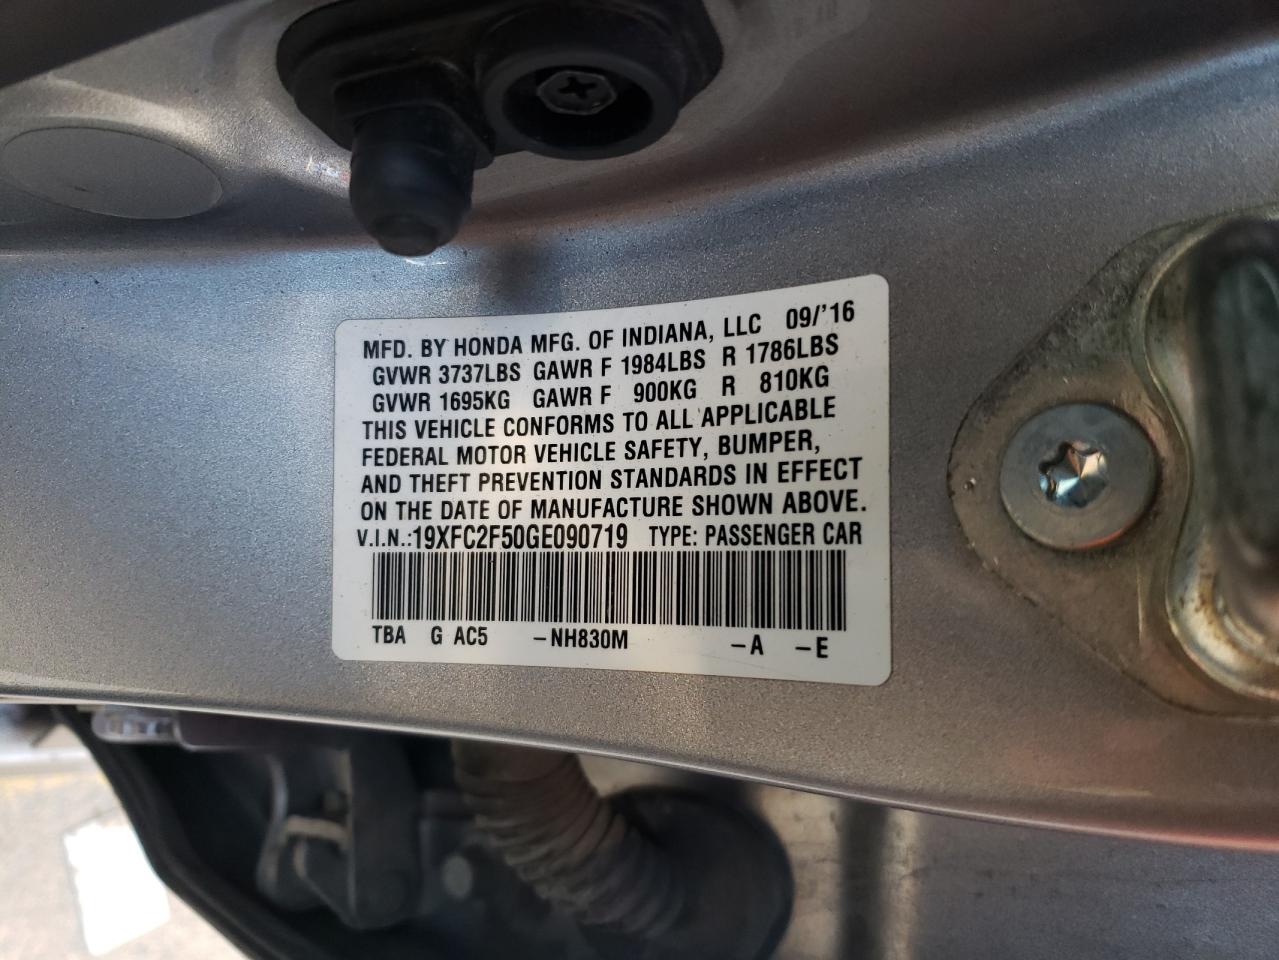 MFD. BY HONDA MFG. OF INDIANA, LLC 09/'16
GVWR 3737LBS GAWR F 1984LBS R 1786LBS
GVWR 1695KG GAWR F 900KG R 810KG
THIS VEHICLE CONFORMS TO ALL APPLICABLE
FEDERAL MOTOR VEHICLE SAFETY, BUMPER,
AND THEFT PREVENTION STANDARDS IN EFFECT
ON THE DATE OF MANUFACTURE SHOWN ABOVE.
V.I.N.:19XFC2F50GE090719 TYPE: PASSENGER CAR
TBA G AC5 -NH830M -A -E